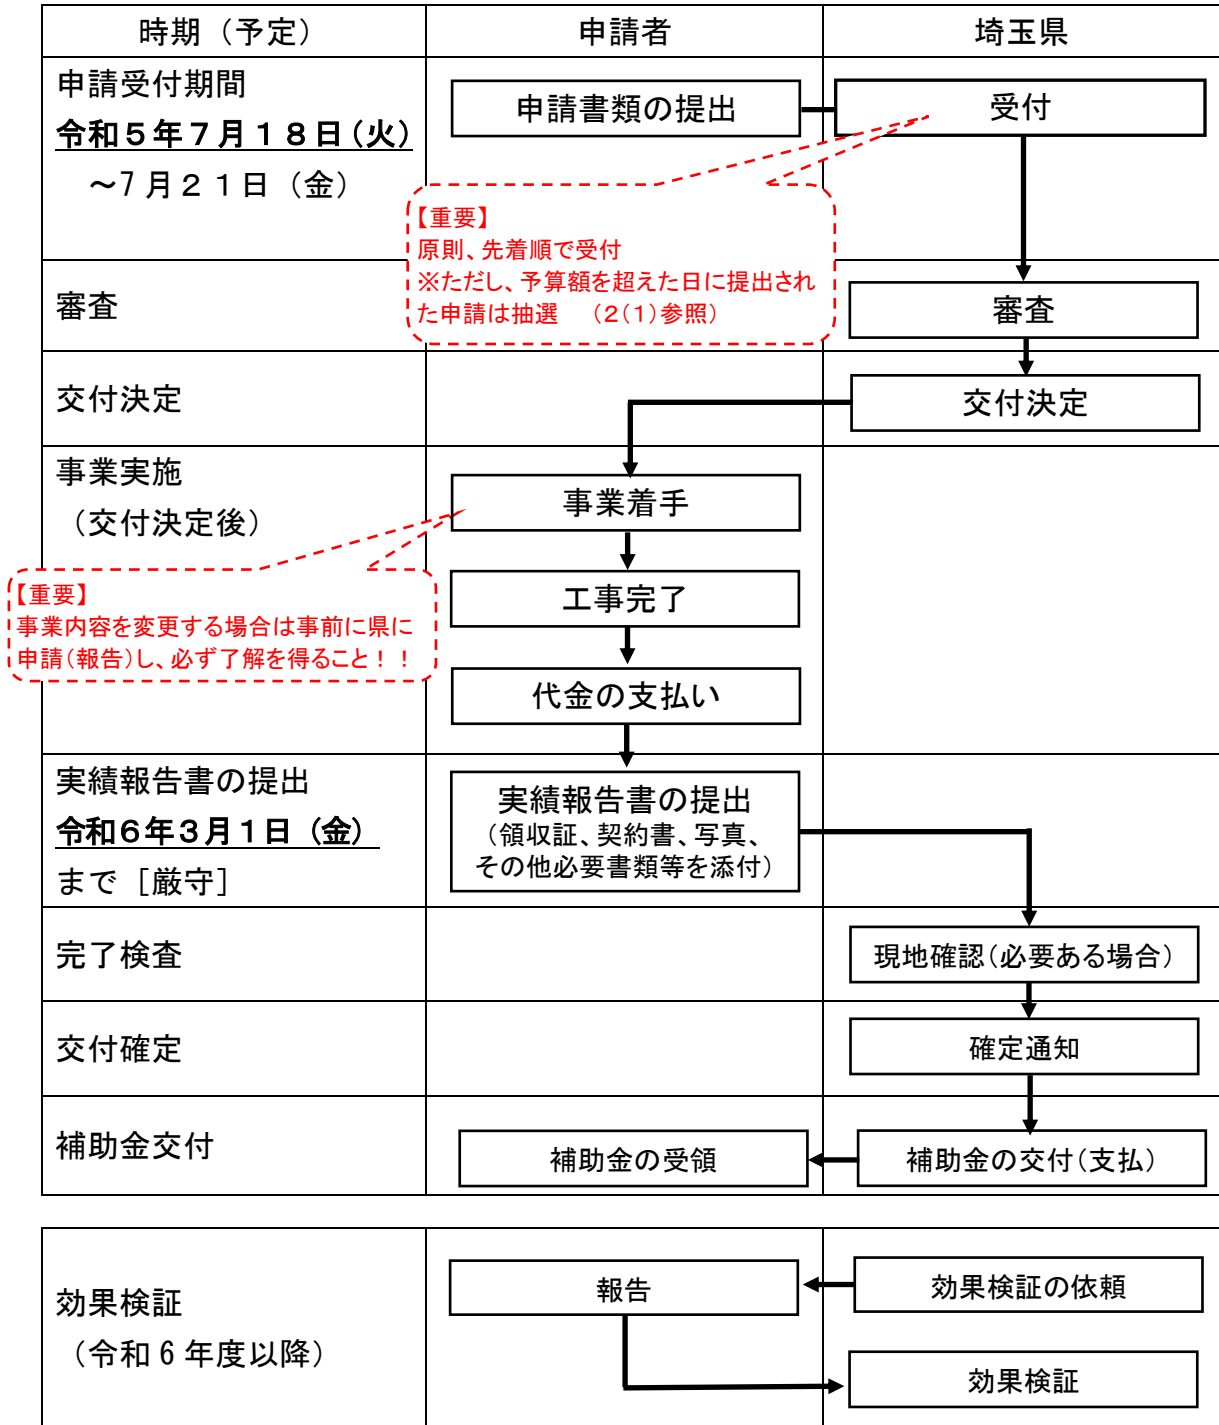 時期（予定）
申請者
埼玉県
申請受付期間
令和５年７月１８日（火）
～7月２１日（金）
申請書類の提出
受付
【重要】
原則、先着順で受付
※ただし、予算額を超えた日に提出され
た申請は抽選　（２（１）参照）
審査
審査
交付決定
交付決定
事業実施
（交付決定後）
事業着手
【重要】
事業内容を変更する場合は事前に県に
申請（報告）し、必ず了解を得ること！！
工事完了
代金の支払い
実績報告書の提出
令和６年３月１日（金）
まで［厳守］
実績報告書の提出
（領収証、契約書、写真、
その他必要書類等を添付）
完了検査
現地確認（必要ある場合）
交付確定
確定通知
補助金交付
補助金の受領
補助金の交付（支払）
効果検証
（令和６年度以降）
報告
効果検証の依頼
効果検証